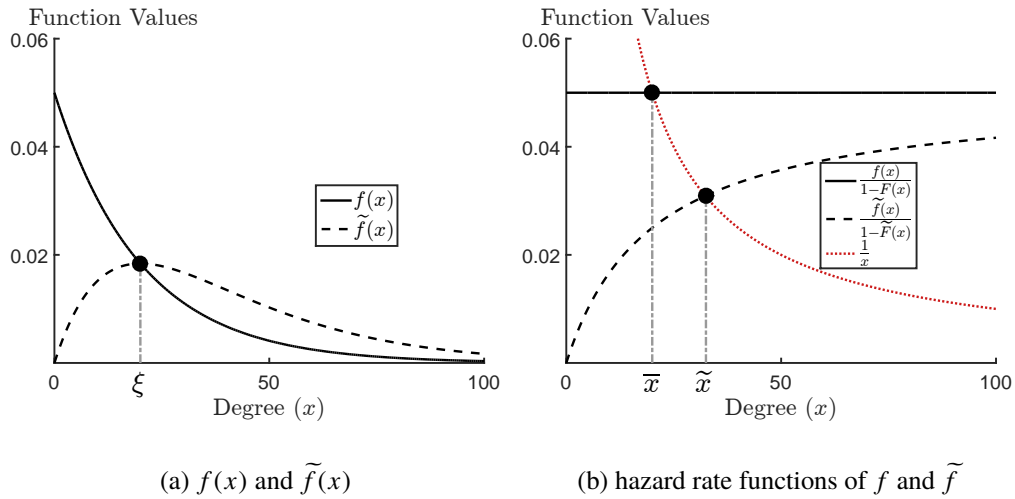 Function Values
0.06
0.04
0.02
0
50
100
ξ
Degree (x)
f(x)
f̃(x)
(a) f(x) and f̃(x)
Function Values
0.06
0.04
0.02
0
50
100
x̅
x̃
Degree (x)
f(x)/1−F(x)
f̃(x)/1−F̃(x)
1/x
(b) hazard rate functions of f and f̃